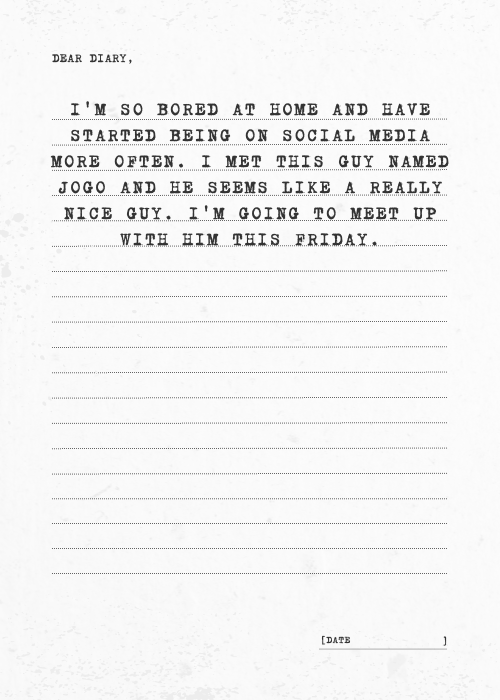 DEAR DIARY,
I'M SO BORED AT HOME AND HAVE
STARTED BEING ON SOCIAL MEDIA
MORE OFTEN. I MET THIS GUY NAMED
JOGO AND HE SEEMS LIKE A REALLY
NICE GUY. I'M GOING TO MEET UP
WITH HIM THIS FRIDAY.
[DATE ]